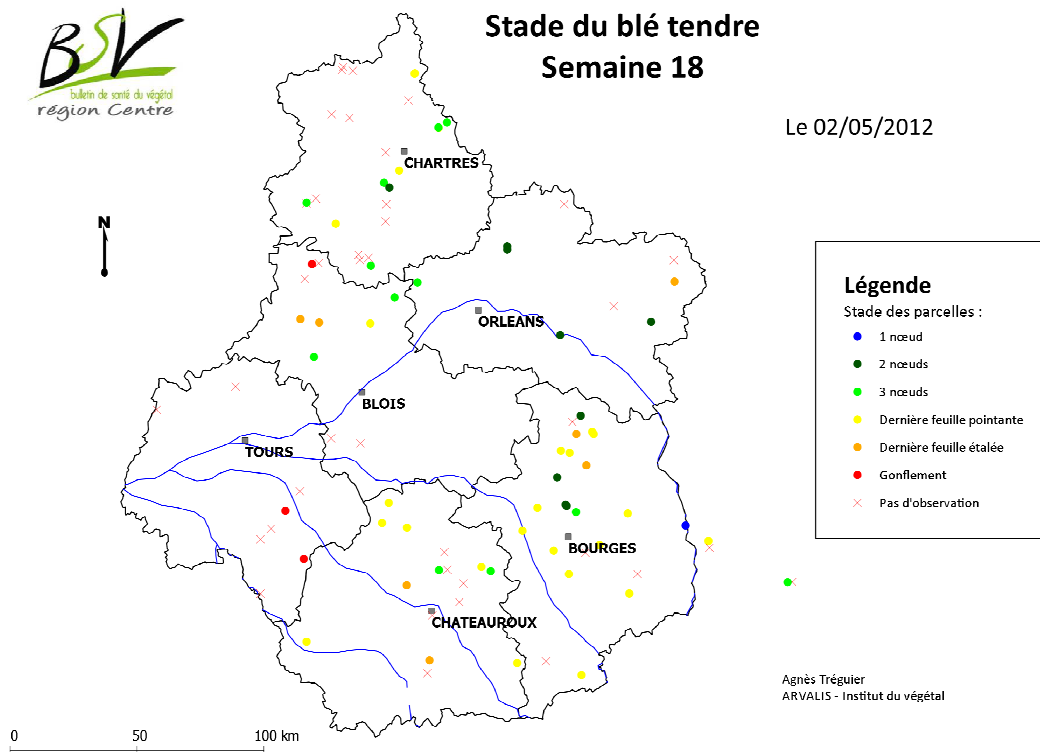 BSV
bulletin de santé du végétal
région Centre
Stade du blé tendre
Semaine 18
Le 02/05/2012
N
CHARTRES
ORLEANS
BLOIS
TOURS
BOURGES
CHATEAUROUX
Légende
Stade des parcelles :
1 nœud
2 nœuds
3 nœuds
Dernière feuille pointante
Dernière feuille étalée
Gonflement
Pas d'observation
Agnès Tréguier
ARVALIS - Institut du végétal
0 50 100 km